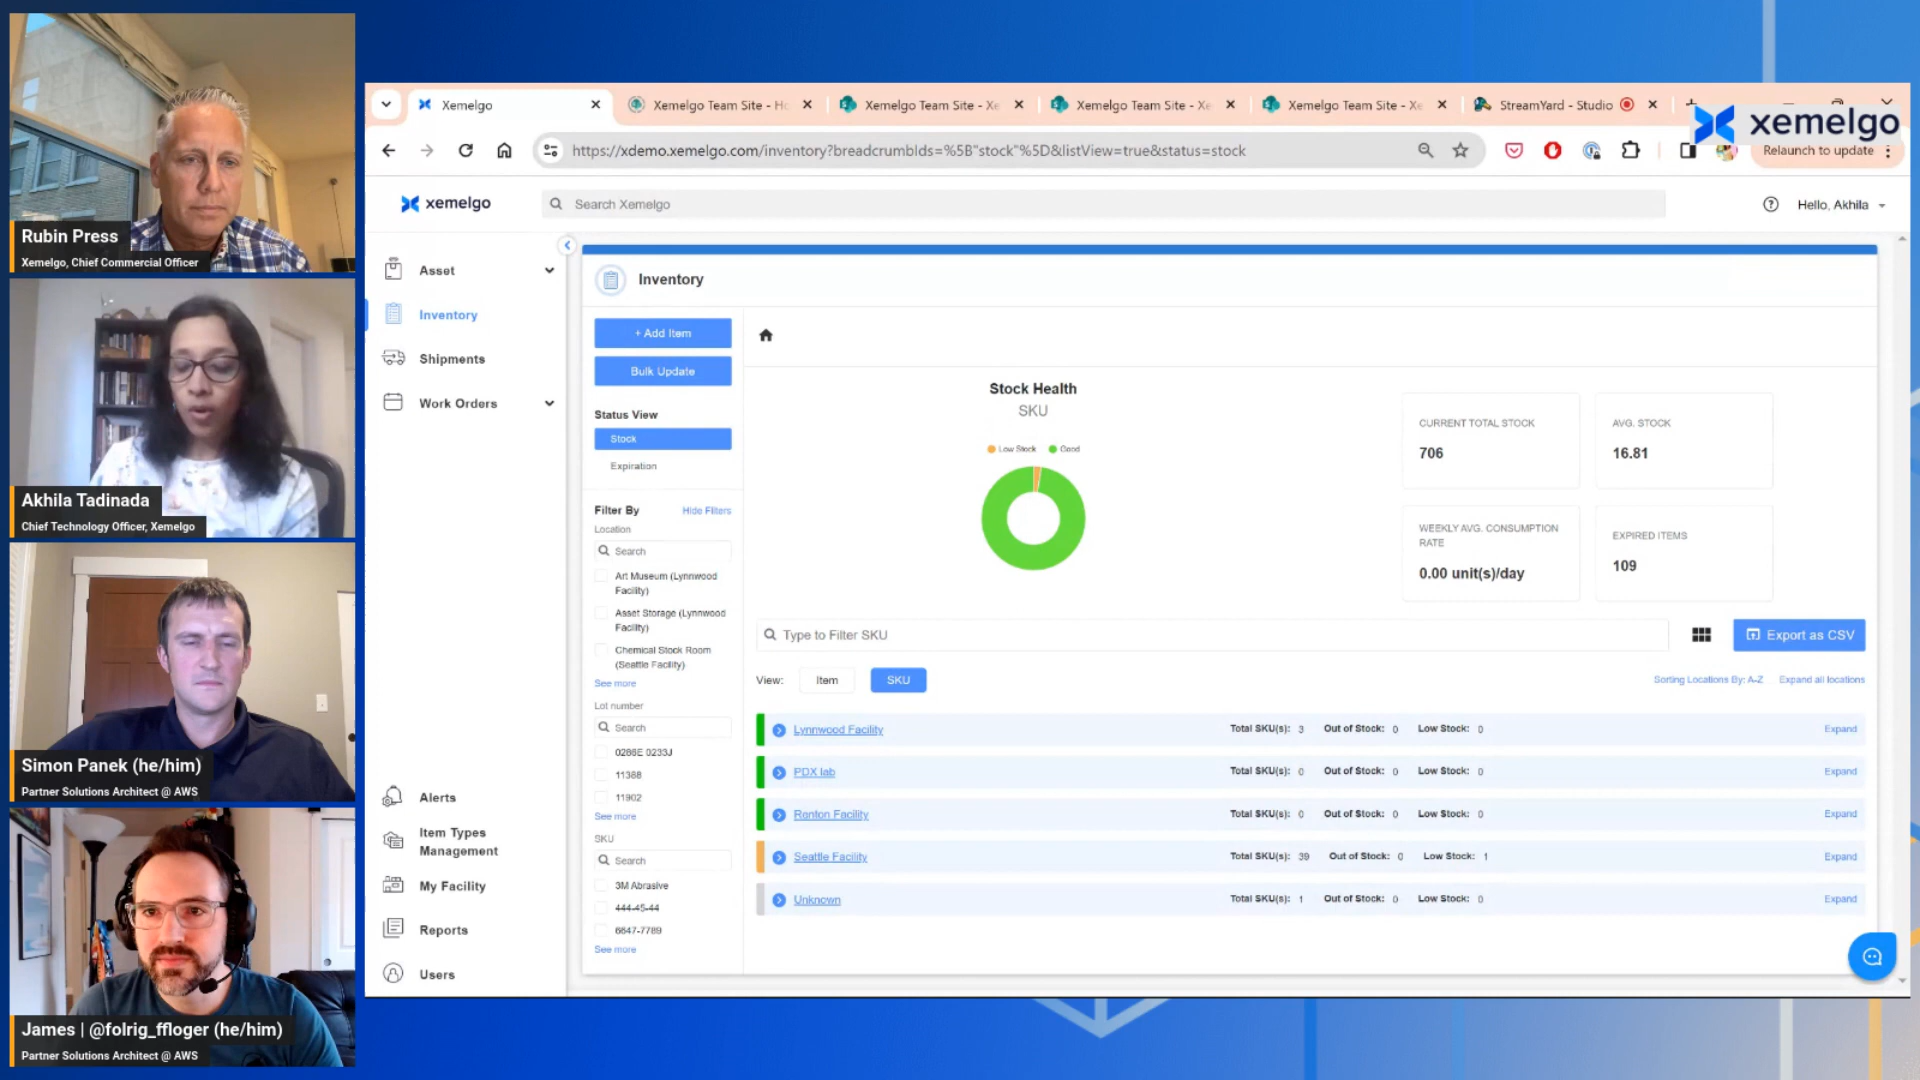 Rubin Press
Xemelgo, Chief Commercial Officer
Akhila Tadinada
Chief Technology Officer, Xemelgo
Simon Panek (he/him)
Partner Solutions Architect @ AWS
James | @folrig_ffloger (he/him)
Partner Solutions Architect @ AWS
Xemelgo
Xemelgo Team Site - Ho
Xemelgo Team Site - Xe
Xemelgo Team Site - Xe
Xemelgo Team Site - Xe
StreamYard - Studio
xemelgo
https://xdemo.xemelgo.com/inventory?breadcrumbIds=%5B"stock"%5D&listView=true&status=stock
Relaunch to update
xemelgo
Search Xemelgo
Hello, Akhila
Asset
Inventory
Shipments
Work Orders
Alerts
Item Types
Management
My Facility
Reports
Users
Inventory
+ Add Item
Bulk Update
Status View
Stock
Expiration
Filter By
Hide Filters
Location
Search
Art Museum (Lynnwood
Facility)
Asset Storage (Lynnwood
Facility)
Chemical Stock Room
(Seattle Facility)
See more
Lot number
Search
0286E 0233J
11388
11902
See more
SKU
Search
3M Abrasive
444-45-44
6647-7789
See more
Stock Health
SKU
Low Stock
Good
CURRENT TOTAL STOCK
706
AVG. STOCK
16.81
WEEKLY AVG. CONSUMPTION
RATE
0.00 unit(s)/day
EXPIRED ITEMS
109
Type to Filter SKU
Export as CSV
View:
Item
SKU
Sorting Locations By: A-Z
Expand all locations
Lynnwood Facility Total SKU(s): 3 Out of Stock: 0 Low Stock: 0 Expand
PDX lab Total SKU(s): 0 Out of Stock: 0 Low Stock: 0 Expand
Renton Facility Total SKU(s): 0 Out of Stock: 0 Low Stock: 0 Expand
Seattle Facility Total SKU(s): 39 Out of Stock: 0 Low Stock: 1 Expand
Unknown Total SKU(s): 1 Out of Stock: 0 Low Stock: 0 Expand